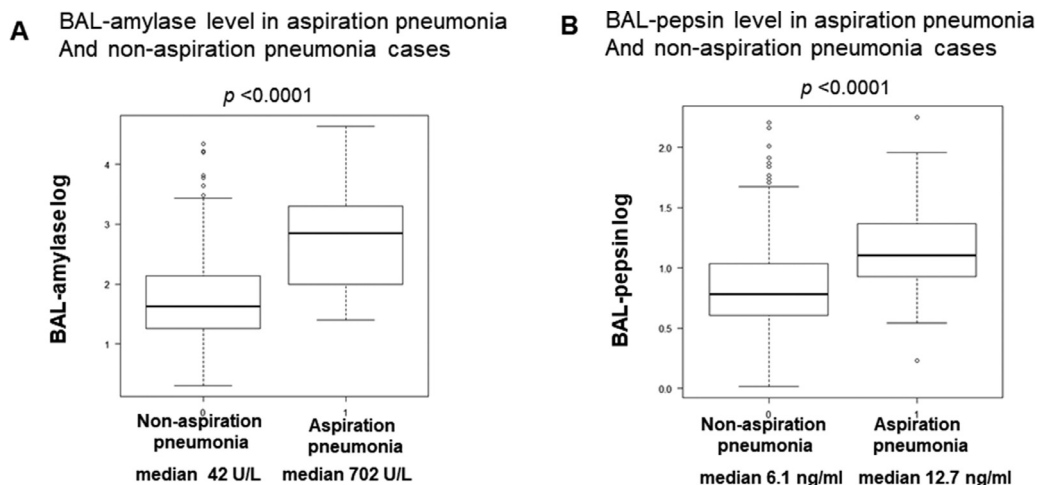 A
BAL-amylase level in aspiration pneumonia
And non-aspiration pneumonia cases
p <0.0001
BAL-amylase log
4
3
2
1
0
1
Non-aspiration
pneumonia
Aspiration
pneumonia
median 42 U/L
median 702 U/L
B
BAL-pepsin level in aspiration pneumonia
And non-aspiration pneumonia cases
p <0.0001
BAL-pepsin log
2.0
1.5
1.0
0.5
0.0
0
1
Non-aspiration
pneumonia
Aspiration
pneumonia
median 6.1 ng/ml
median 12.7 ng/ml